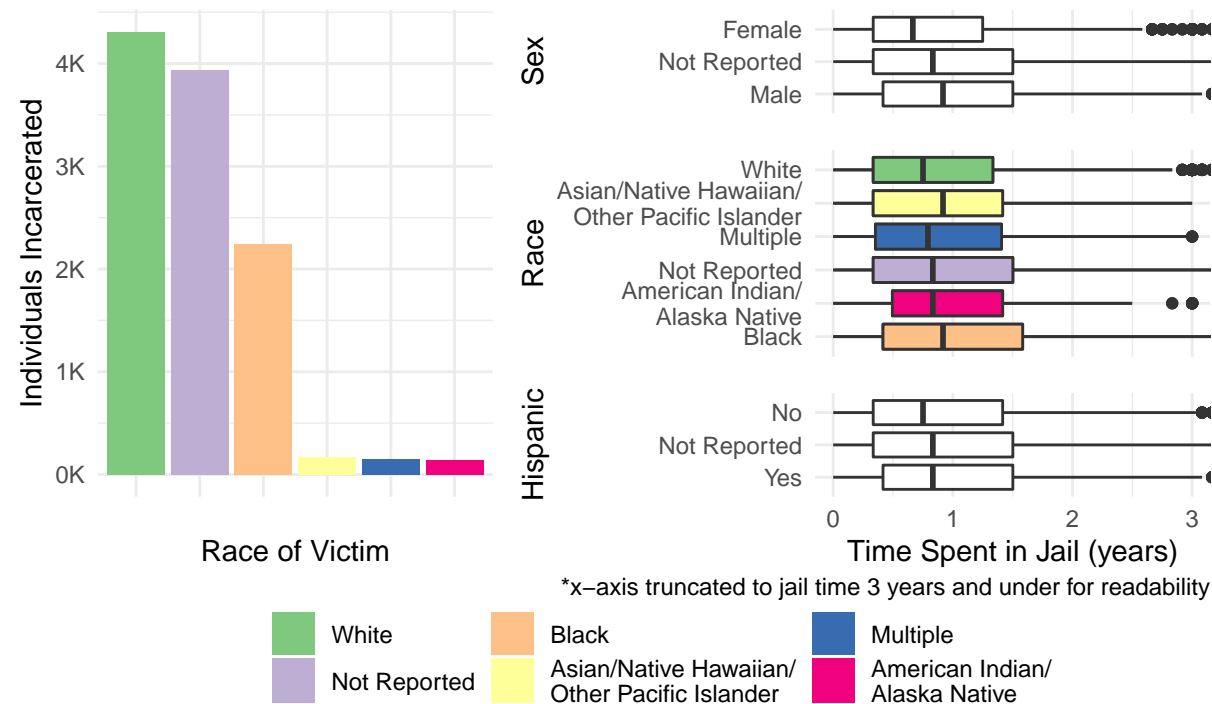 Individuals Incarcerated
4K
3K
2K
1K
0K
Race of Victim
Sex
Female
Not Reported
Male
Race
White
Asian/Native Hawaiian/
Other Pacific Islander
Multiple
Not Reported
American Indian/
Alaska Native
Black
Hispanic
No
Not Reported
Yes
0 1 2 3
Time Spent in Jail (years)
*x−axis truncated to jail time 3 years and under for readability
White
Black
Multiple
Not Reported
Asian/Native Hawaiian/
Other Pacific Islander
American Indian/
Alaska Native